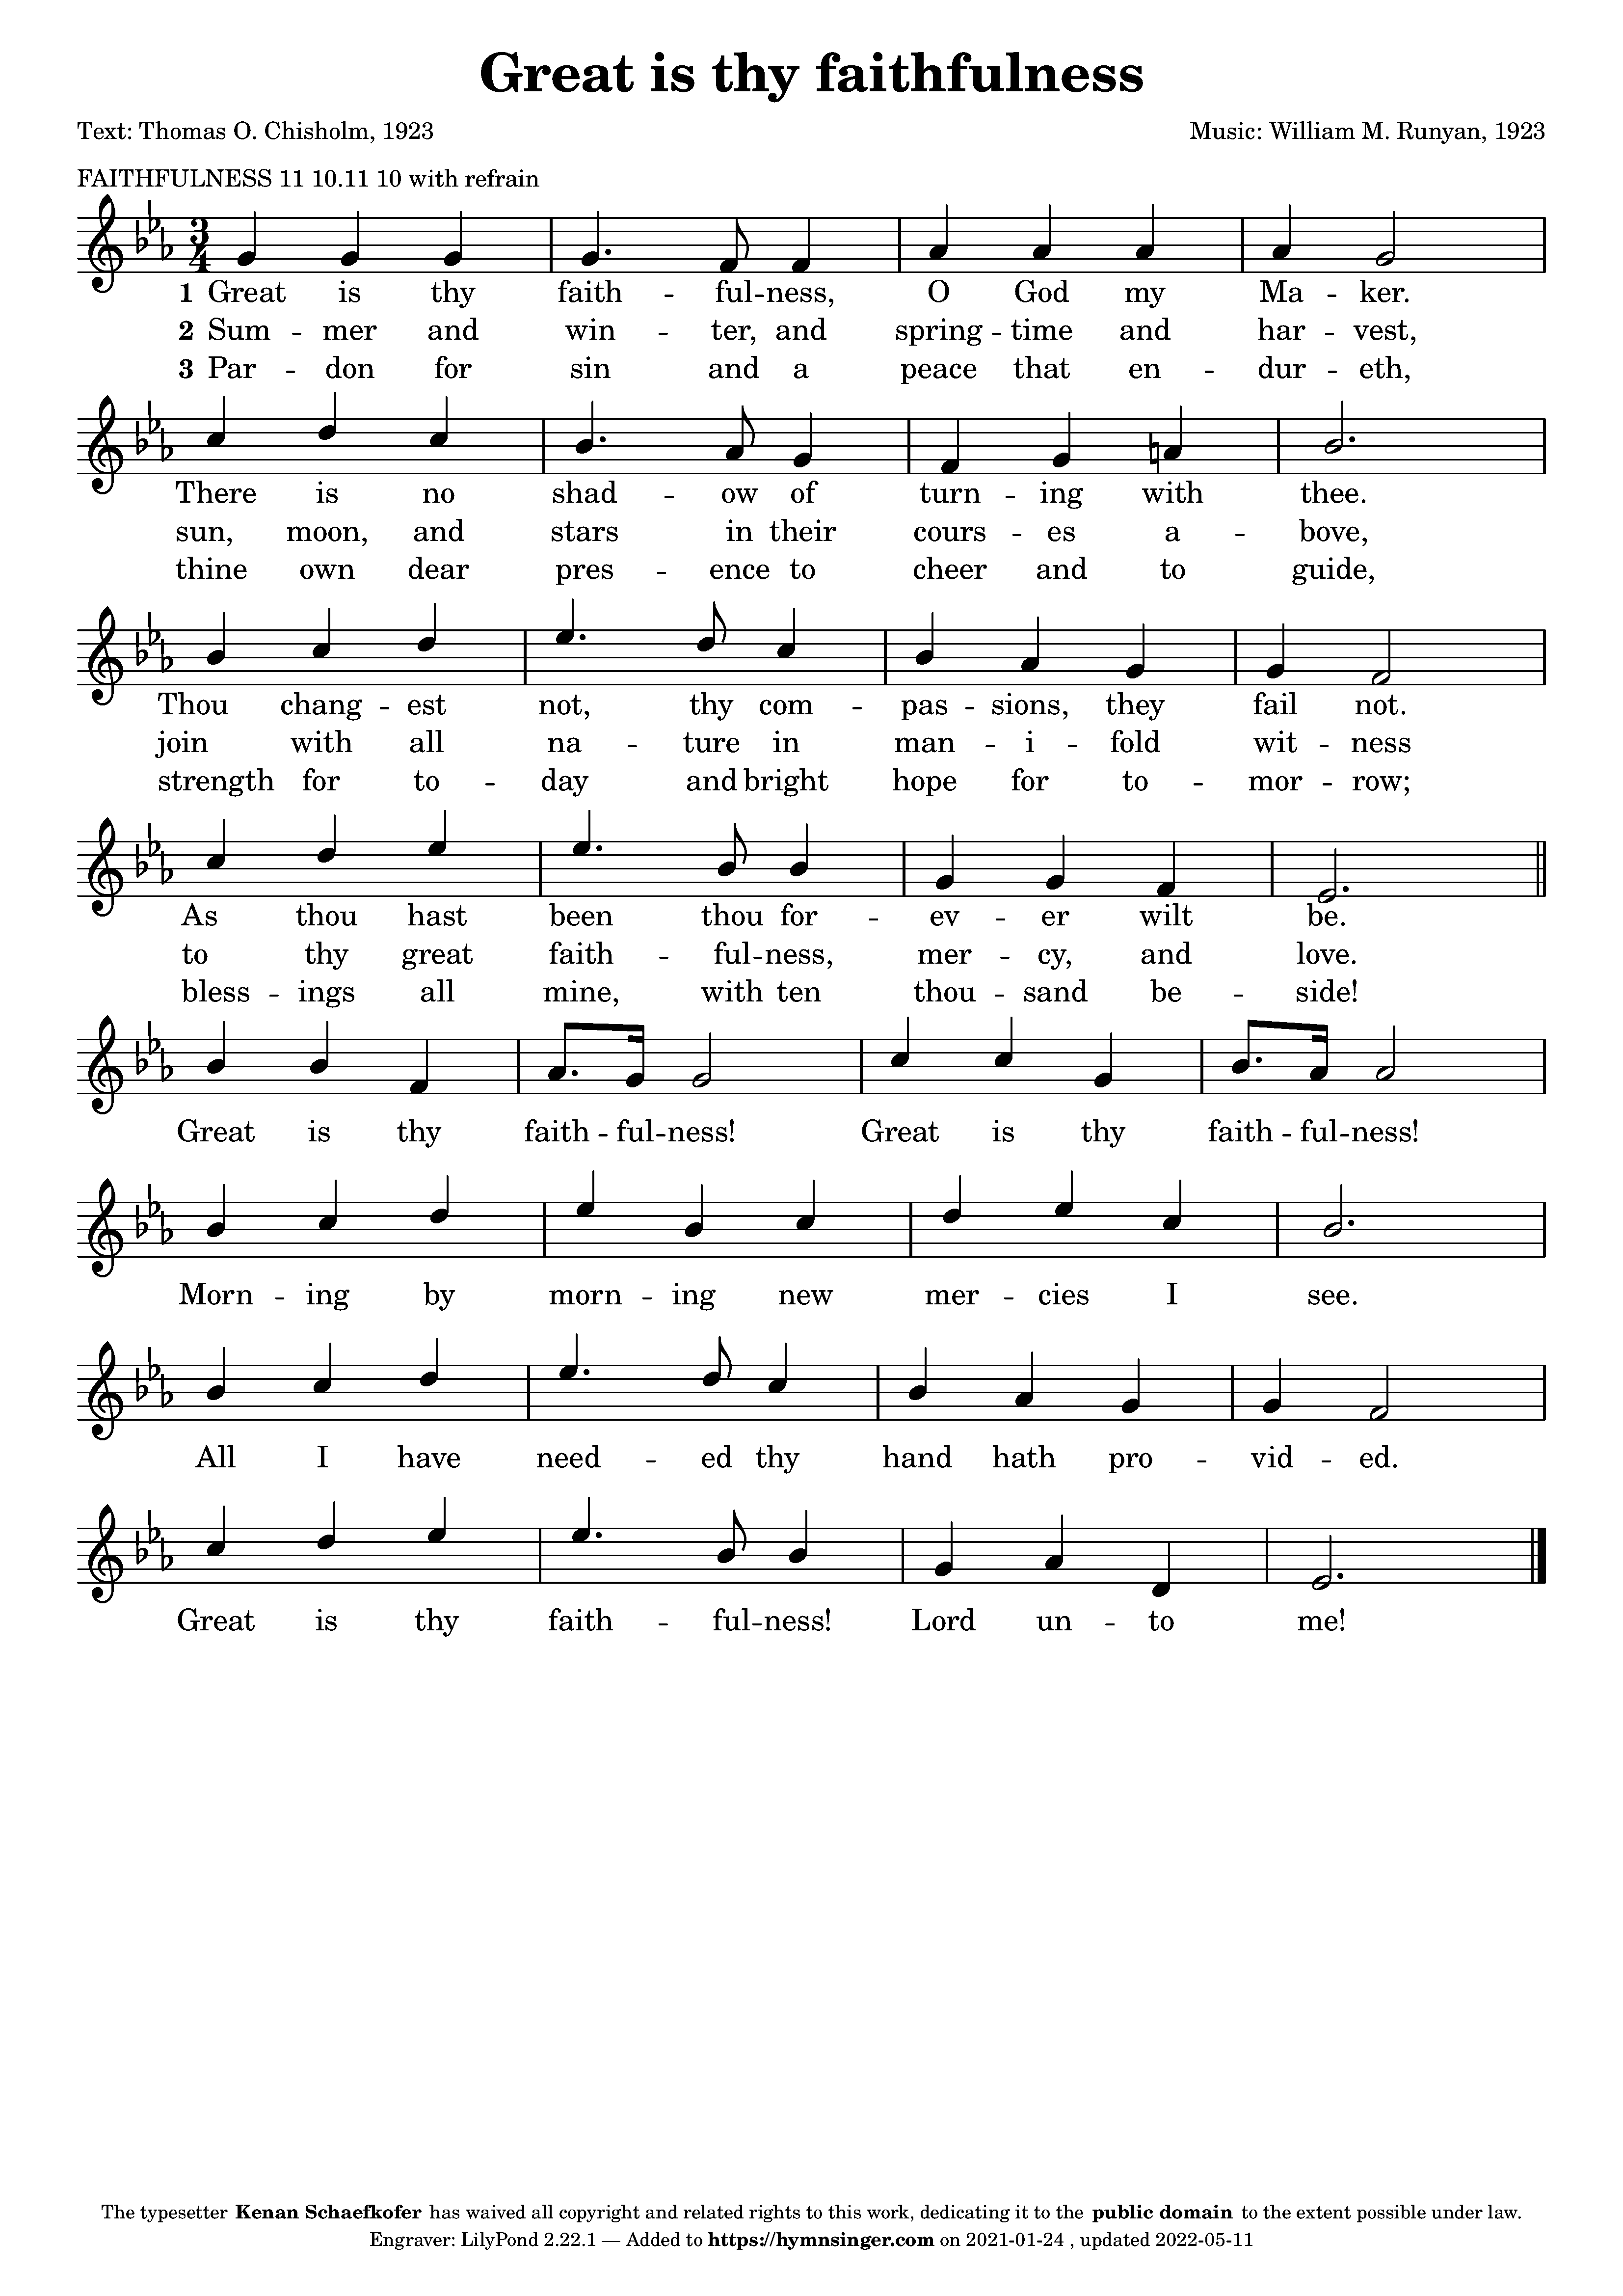 Great is thy faithfulness
Text: Thomas O. Chisholm, 1923 Music: William M. Runyan, 1923
FAITHFULNESS 11 10.11 10 with refrain
3
4
1 Great is thy faith - ful - ness, O God my Ma - ker.
2 Sum - mer and win - ter, and spring - time and har - vest,
3 Par - don for sin and a peace that en - dur - eth,
There is no shad - ow of turn - ing with thee.
sun, moon, and stars in their cours - es a - bove,
thine own dear pres - ence to cheer and to guide,
Thou chang - est not, thy com - pas - sions, they fail not.
join with all na - ture in man - i - fold wit - ness
strength for to - day and bright hope for to - mor - row;
As thou hast been thou for - ev - er wilt be.
to thy great faith - ful - ness, mer - cy, and love.
bless - ings all mine, with ten thou - sand be - side!
Great is thy faith - ful - ness! Great is thy faith - ful - ness!
Morn - ing by morn - ing new mer - cies I see.
All I have need - ed thy hand hath pro - vid - ed.
Great is thy faith - ful - ness! Lord un - to me!
The typesetter Kenan Schaefkofer has waived all copyright and related rights to this work, dedicating it to the public domain to the extent possible under law.
Engraver: LilyPond 2.22.1 — Added to https://hymnsinger.com on 2021-01-24 , updated 2022-05-11